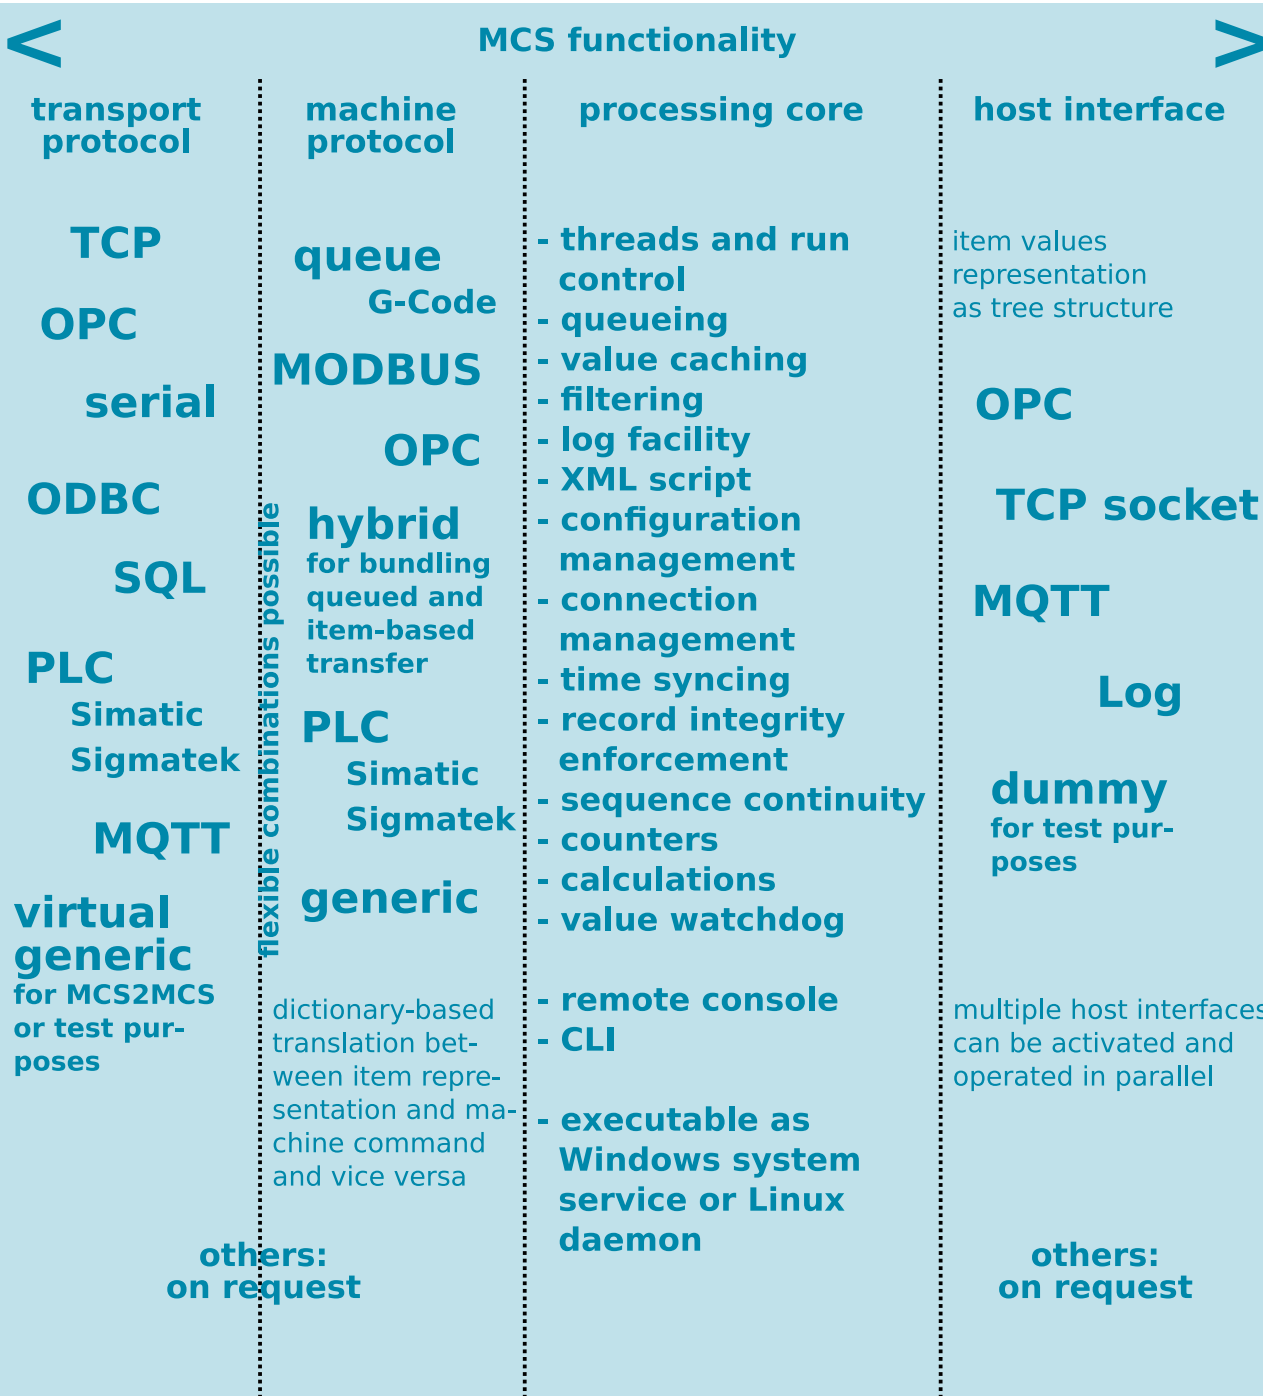 < MCS functionality >
transport
protocol
TCP
OPC
serial
ODBC
SQL
PLC
Simatic
Sigmatek
MQTT
virtual
generic
for MCS2MCS
or test pur-
poses
flexible combinations possible
machine
protocol
queue
G-Code
MODBUS
OPC
hybrid
for bundling
queued and
item-based
transfer
PLC
Simatic
Sigmatek
generic
dictionary-based
translation bet-
ween item repre-
sentation and ma-
chine command
and vice versa
others:
on request
processing core
- threads and run
control
- queueing
- value caching
- filtering
- log facility
- XML script
- configuration
management
- connection
management
- time syncing
- record integrity
enforcement
- sequence continuity
- counters
- calculations
- value watchdog
- remote console
- CLI
- executable as
Windows system
service or Linux
daemon
host interface
item values
representation
as tree structure
OPC
TCP socket
MQTT
Log
dummy
for test pur-
poses
multiple host interfaces
can be activated and
operated in parallel
others:
on request